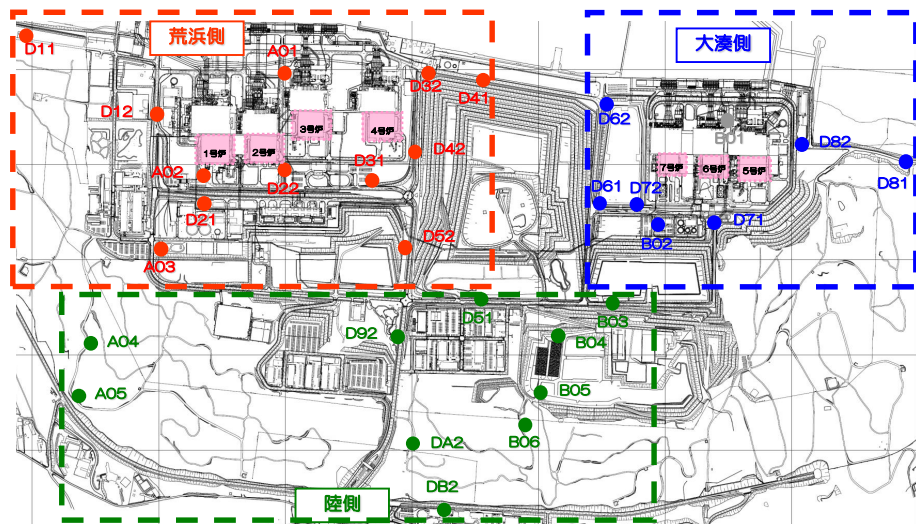 荒浜側
大湊側
D11
A01
D32
D41
D62
D12
3号炉
4号炉
B01
D82
1号炉
2号炉
D42
D31
7号炉
6号炉
5号炉
A02
D22
D81
D61
D72
D21
D71
B02
D52
A03
D51
B03
D92
B04
A04
A05
B05
DA2
B06
DB2
陸側